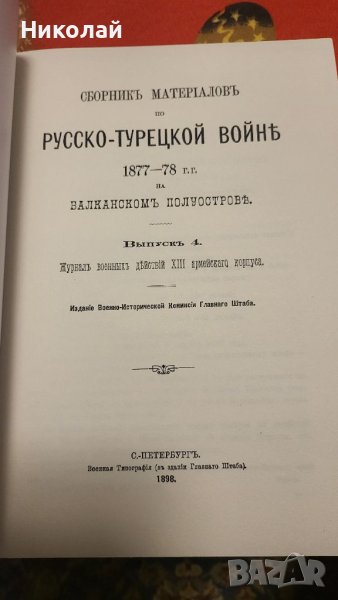 Николай
СБОРНИКЪ МАТЕРІАЛОВЪ
ПО
РУССКО-ТУРЕЦКОЙ ВОЙНѢ
1877—78 г.г.
НА
БАЛКАНСКОМЪ ПОЛУОСТРОВѢ.
Выпускъ 4.
Журналъ военныхъ дѣйствій XIII армейскаго корпуса.
Изданіе Военно-Исторической Комисіи Главнаго Штаба.
С.-ПЕТЕРБУРГЪ.
Военная Типографія (въ зданіи Главнаго Штаба).
1898.
BAZAR